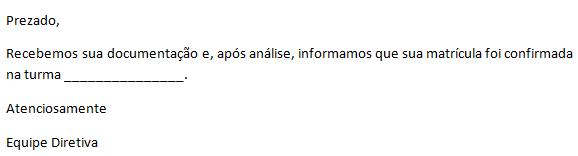 Prezado,
Recebemos sua documentação e, após análise, informamos que sua matrícula foi confirmada
na turma _______________.
Atenciosamente
Equipe Diretiva